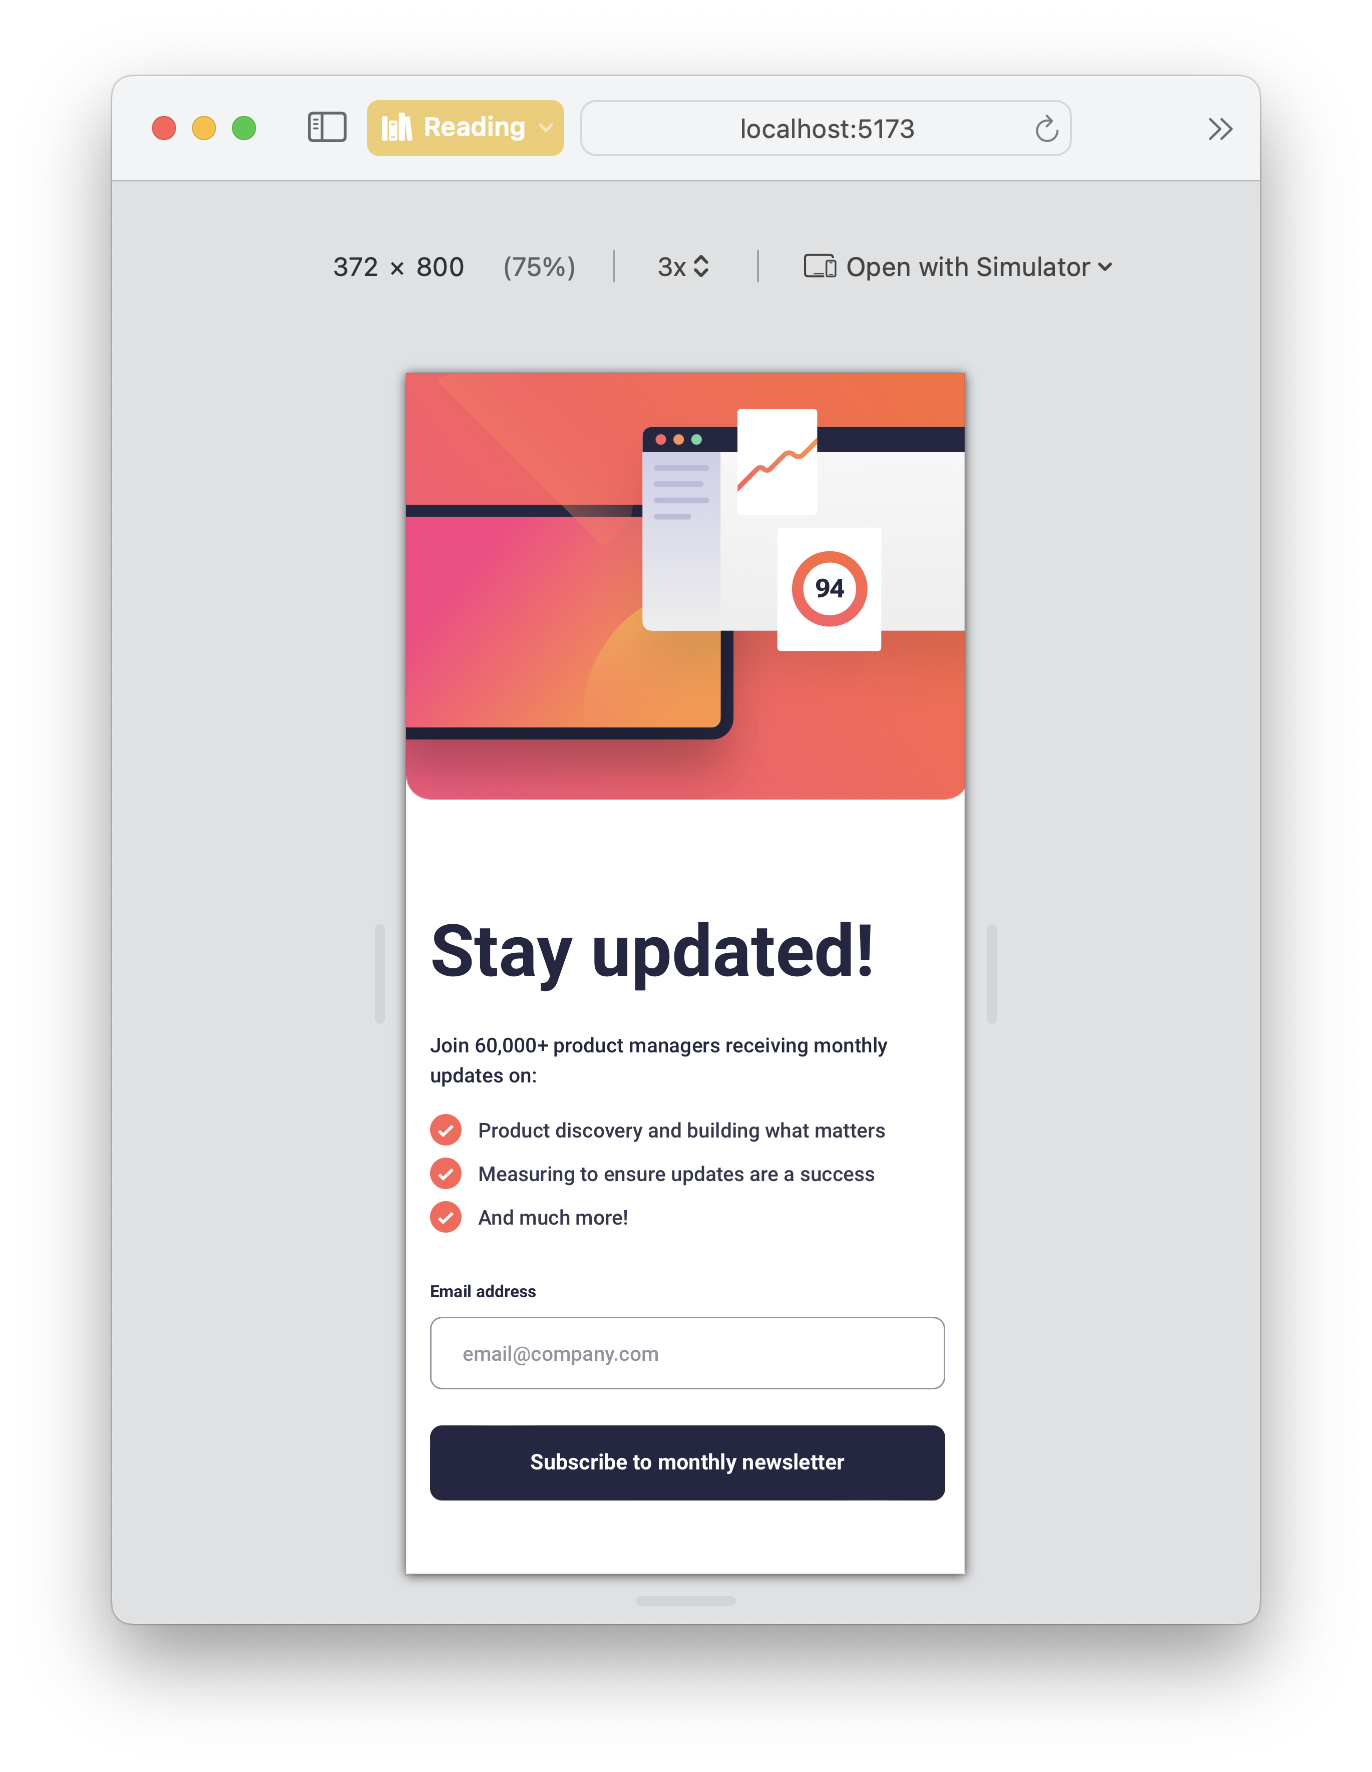 Reading
localhost:5173
372 × 800 (75%) 3x Open with Simulator
94
Stay updated!
Join 60,000+ product managers receiving monthly
updates on:
Product discovery and building what matters
Measuring to ensure updates are a success
And much more!
Email address
email@company.com
Subscribe to monthly newsletter